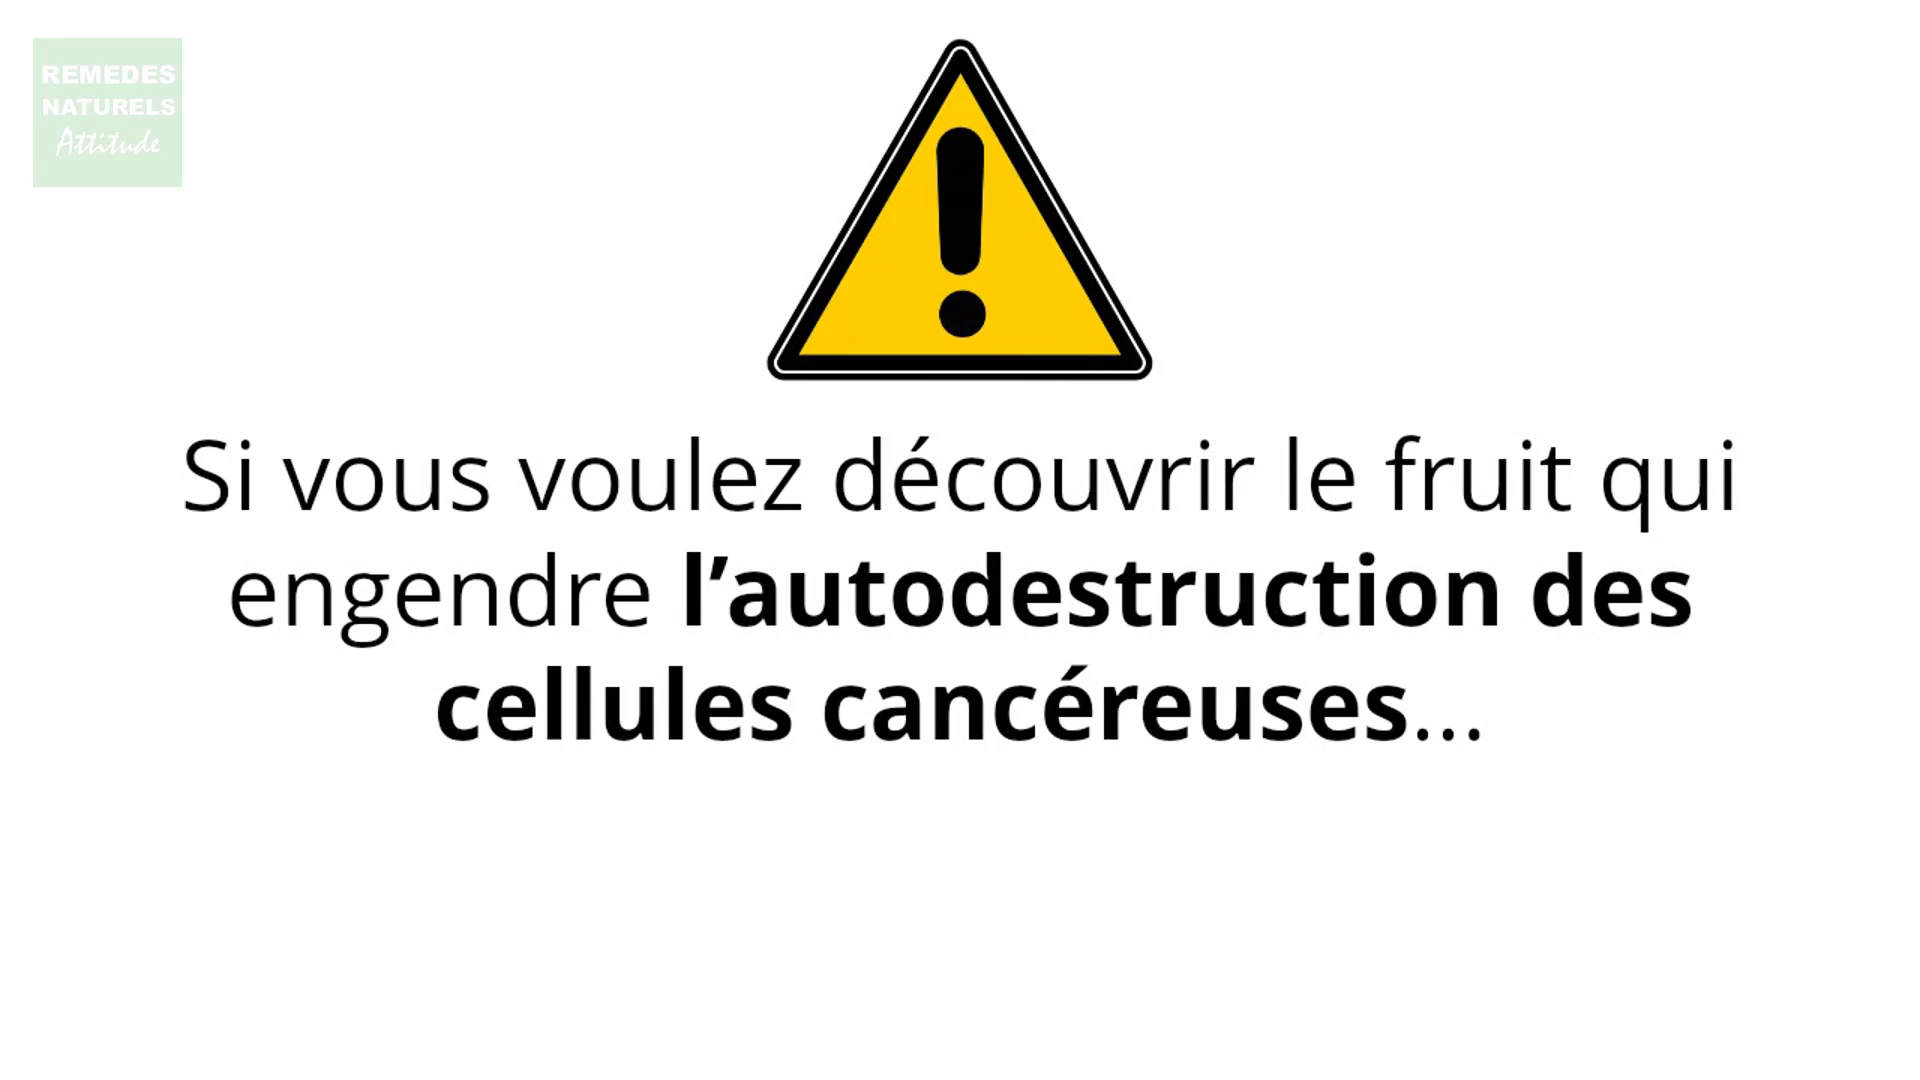 REMEDES
NATURELS
Attitude
Si vous voulez découvrir le fruit qui
engendre l’autodestruction des
cellules cancéreuses...